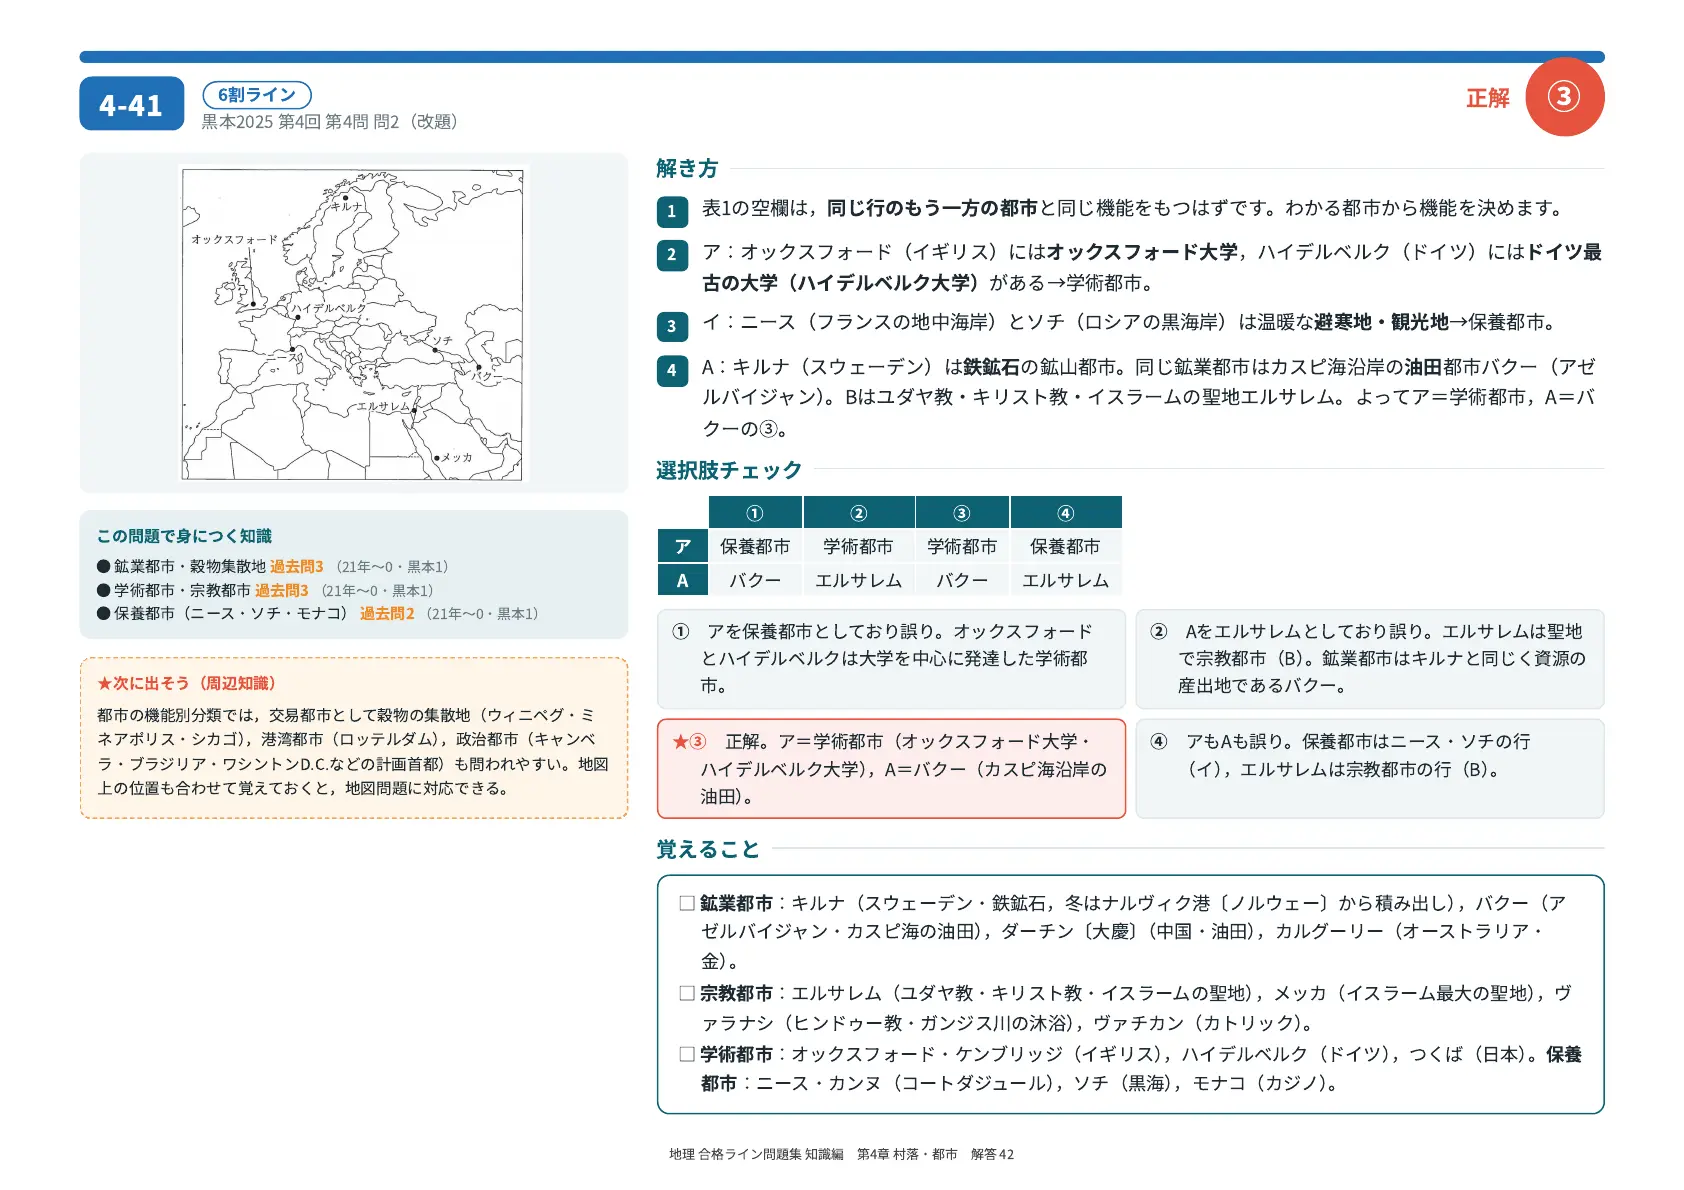 4-41
6割ライン
黒本2025 第4回 第4問 問2（改題）
正解 ③
キルナ
オックスフォード
ハイデルベルク
ソチ
ニース
バクー
エルサレム
メッカ
この問題で身につく知識
● 鉱業都市・穀物集散地 過去問3 （21年〜0・黒本1）
● 学術都市・宗教都市 過去問3 （21年〜0・黒本1）
● 保養都市（ニース・ソチ・モナコ） 過去問2 （21年〜0・黒本1）
★次に出そう（周辺知識）
都市の機能別分類では，交易都市として穀物の集散地（ウィニペグ・ミ
ネアポリス・シカゴ），港湾都市（ロッテルダム），政治都市（キャンベ
ラ・ブラジリア・ワシントンD.C.などの計画首都）も問われやすい。地図
上の位置も合わせて覚えておくと，地図問題に対応できる。
解き方
1 表1の空欄は，同じ行のもう一方の都市と同じ機能をもつはずです。わかる都市から機能を決めます。
2 ア：オックスフォード（イギリス）にはオックスフォード大学，ハイデルベルク（ドイツ）にはドイツ最
古の大学（ハイデルベルク大学）がある→学術都市。
3 イ：ニース（フランスの地中海岸）とソチ（ロシアの黒海岸）は温暖な避寒地・観光地→保養都市。
4 A：キルナ（スウェーデン）は鉄鉱石の鉱山都市。同じ鉱業都市はカスピ海沿岸の油田都市バクー（アゼ
ルバイジャン）。Bはユダヤ教・キリスト教・イスラームの聖地エルサレム。よってア＝学術都市，A＝バ
クーの③。
選択肢チェック
① ② ③ ④
ア 保養都市 学術都市 学術都市 保養都市
A バクー エルサレム バクー エルサレム
① アを保養都市としており誤り。オックスフォード
とハイデルベルクは大学を中心に発達した学術都
市。
② Aをエルサレムとしており誤り。エルサレムは聖地
で宗教都市（B）。鉱業都市はキルナと同じく資源の
産出地であるバクー。
★③ 正解。ア＝学術都市（オックスフォード大学・
ハイデルベルク大学），A＝バクー（カスピ海沿岸の
油田）。
④ アもAも誤り。保養都市はニース・ソチの行
（イ），エルサレムは宗教都市の行（B）。
覚えること
□ 鉱業都市：キルナ（スウェーデン・鉄鉱石，冬はナルヴィク港〔ノルウェー〕から積み出し），バクー（ア
ゼルバイジャン・カスピ海の油田），ダーチン〔大慶〕（中国・油田），カルグーリー（オーストラリア・
金）。
□ 宗教都市：エルサレム（ユダヤ教・キリスト教・イスラームの聖地），メッカ（イスラーム最大の聖地），ヴ
ァラナシ（ヒンドゥー教・ガンジス川の沐浴），ヴァチカン（カトリック）。
□ 学術都市：オックスフォード・ケンブリッジ（イギリス），ハイデルベルク（ドイツ），つくば（日本）。保養
都市：ニース・カンヌ（コートダジュール），ソチ（黒海），モナコ（カジノ）。
地理 合格ライン問題集 知識編 第4章 村落・都市 解答 42